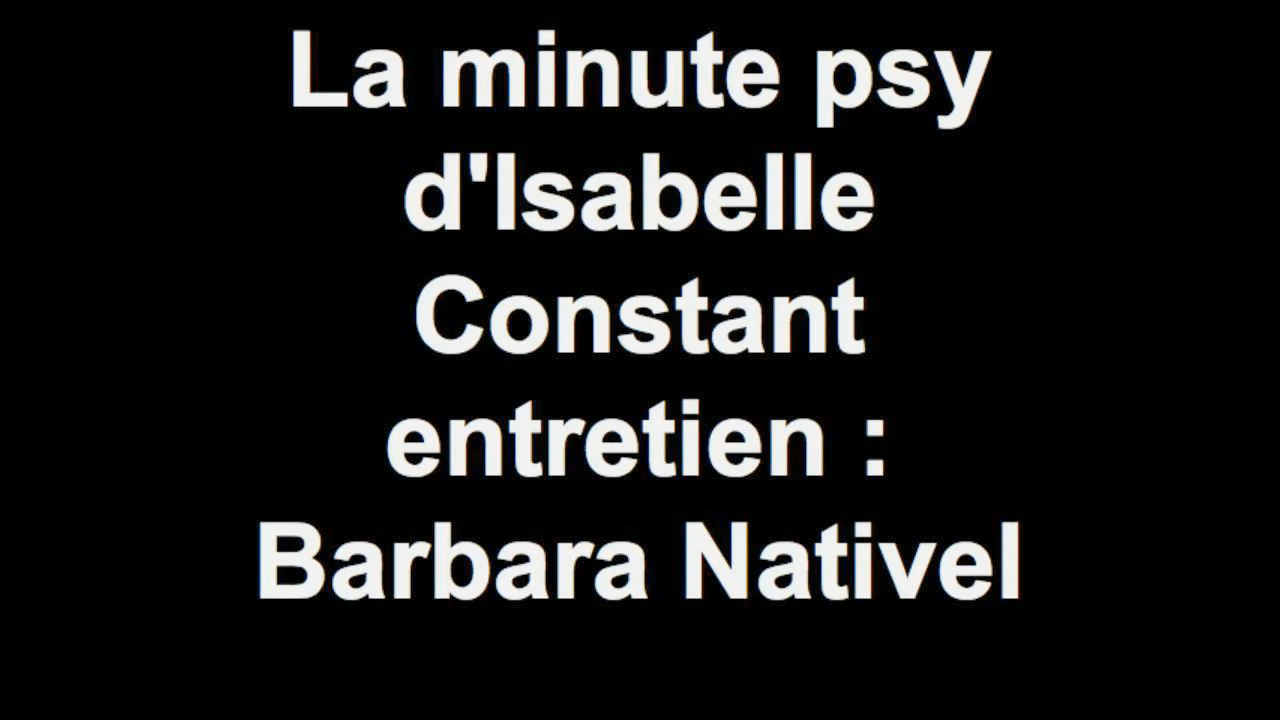 La minute psy
d'Isabelle
Constant
entretien :
Barbara Nativel